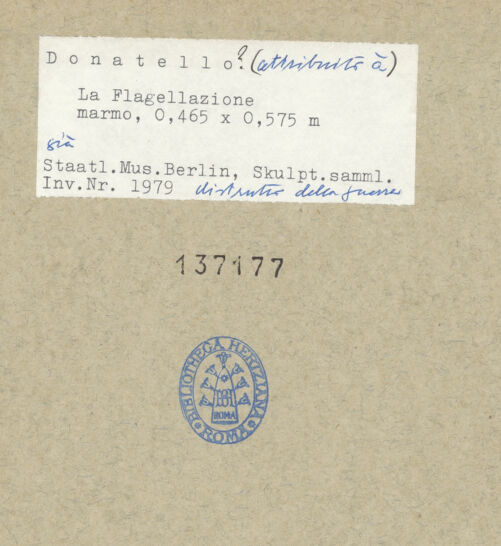 Donatello? (attribuito à)
La Flagellazione
marmo, 0,465 x 0,575 m
già
Staatl.Mus.Berlin, Skulpt.samml.
Inv.Nr. 1979 distrutto della guerra
137177
BIBLIOTHECA HERTZIANA
ROMA
ROMA